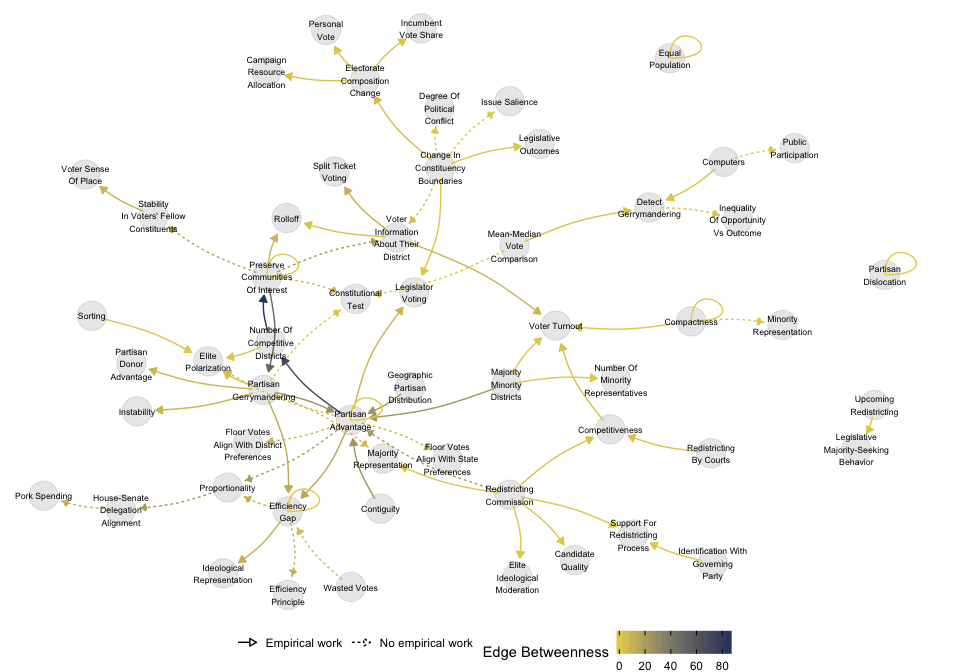 Personal
Vote
Incumbent
Vote Share
Equal
Population
Campaign
Resource
Allocation
Electorate
Composition
Change
Degree Of
Political
Conflict
Issue Salience
Legislative
Outcomes
Public
Participation
Computers
Change In
Constituency
Boundaries
Split Ticket
Voting
Voter Sense
Of Place
Stability
In Voters' Fellow
Constituents
Rolloff
Voter
Information
About Their
District
Detect
Gerrymandering
Inequality
Of Opportunity
Vs Outcome
Mean-Median
Vote
Comparison
Preserve
Communities
Of Interest
Partisan
Dislocation
Constitutional
Test
Legislator
Voting
Sorting
Voter Turnout
Compactness
Minority
Representation
Number Of
Competitive
Districts
Partisan
Donor
Advantage
Elite
Polarization
Partisan
Gerrymandering
Geographic
Partisan
Distribution
Majority
Minority
Districts
Number Of
Minority
Representatives
Instability
Partisan
Advantage
Upcoming
Redistricting
Competitiveness
Legislative
Majority-Seeking
Behavior
Floor Votes
Align With District
Preferences
Majority
Representation
Floor Votes
Align With State
Preferences
Redistricting
By Courts
Pork Spending
House-Senate
Delegation
Alignment
Proportionality
Efficiency
Gap
Contiguity
Redistricting
Commission
Support For
Redistricting
Process
Identification With
Governing
Party
Ideological
Representation
Efficiency
Principle
Wasted Votes
Elite
Ideological
Moderation
Candidate
Quality
Empirical work
No empirical work
Edge Betweenness
0 20 40 60 80